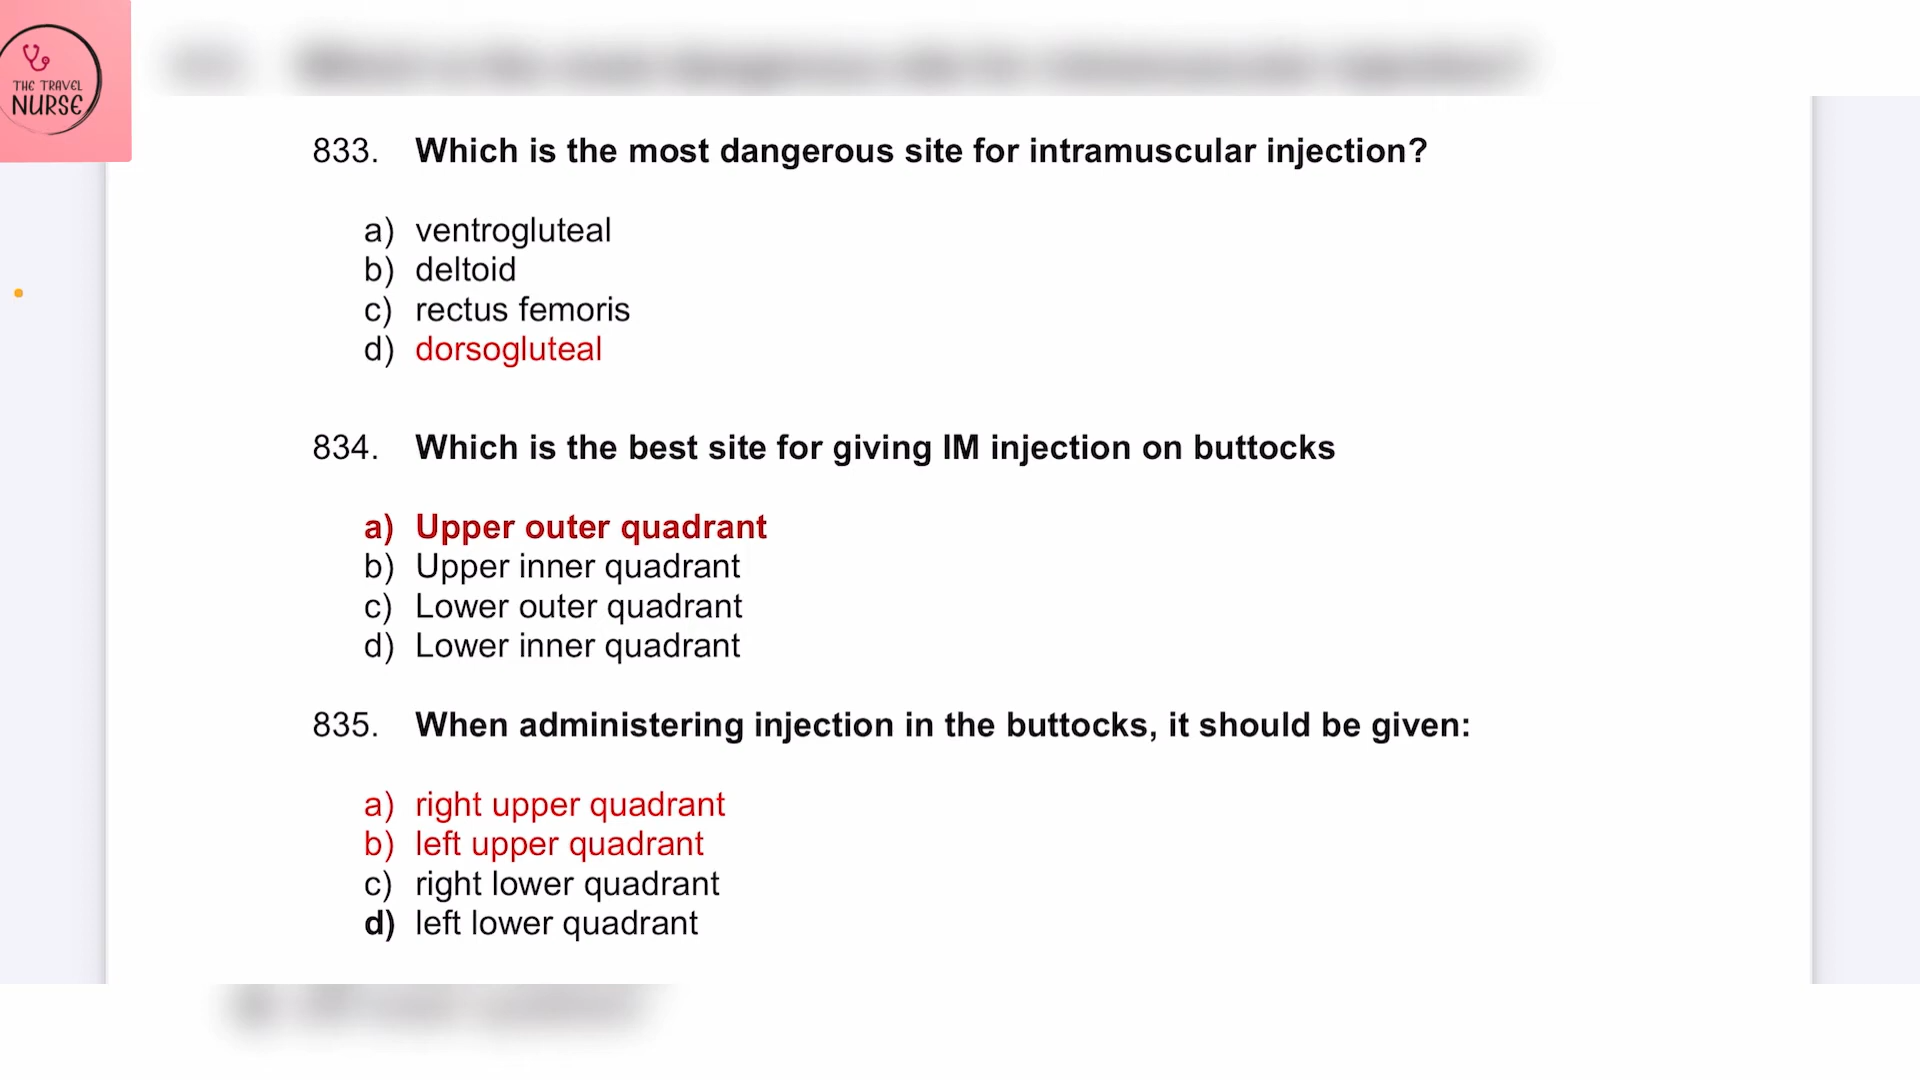 THE TRAVEL
NURSE
833. Which is the most dangerous site for intramuscular injection?
a) ventrogluteal
b) deltoid
c) rectus femoris
d) dorsogluteal
834. Which is the best site for giving IM injection on buttocks
a) Upper outer quadrant
b) Upper inner quadrant
c) Lower outer quadrant
d) Lower inner quadrant
835. When administering injection in the buttocks, it should be given:
a) right upper quadrant
b) left upper quadrant
c) right lower quadrant
d) left lower quadrant